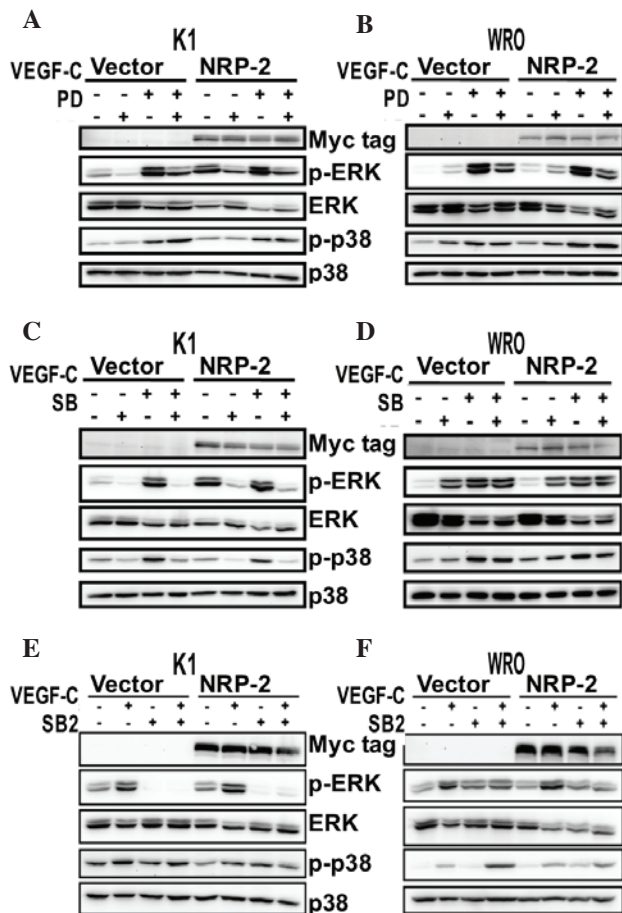 A
K1
VEGF-C Vector NRP-2
PD - - + + - - + +
- + - + - + - +
Myc tag
p-ERK
ERK
p-p38
p38
B
WRO
VEGF-C Vector NRP-2
PD - - + + - - + +
- + - + - + - +
C
K1
VEGF-C Vector NRP-2
SB - - + + - - + +
- + - + - + - +
Myc tag
p-ERK
ERK
p-p38
p38
D
WRO
VEGF-C Vector NRP-2
SB - - + + - - + +
- + - + - + - +
E
K1
Vector NRP-2
VEGF-C - + - + - + - +
SB2 - - + + - - + +
Myc tag
p-ERK
ERK
p-p38
p38
F
WRO
Vector NRP-2
VEGF-C - + - + - + - +
SB2 - - + + - - + +